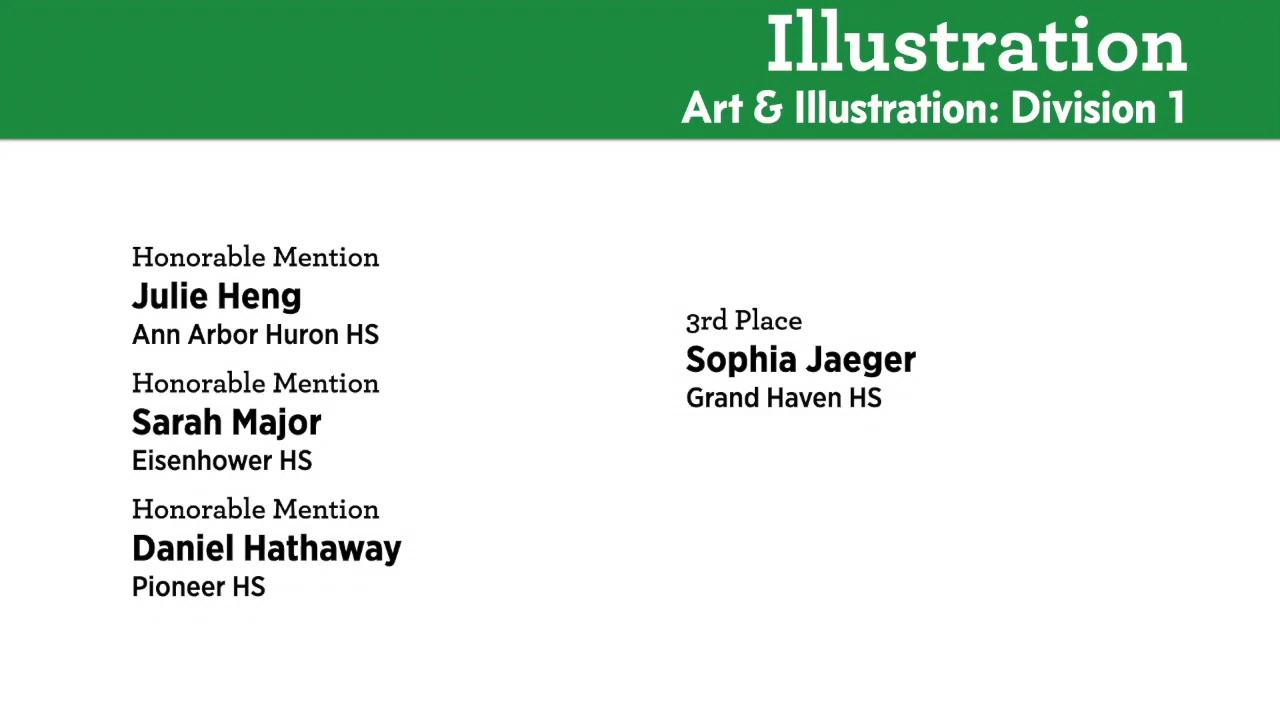 Illustration
Art & Illustration: Division 1
Honorable Mention
Julie Heng
Ann Arbor Huron HS
Honorable Mention
Sarah Major
Eisenhower HS
Honorable Mention
Daniel Hathaway
Pioneer HS
3rd Place
Sophia Jaeger
Grand Haven HS